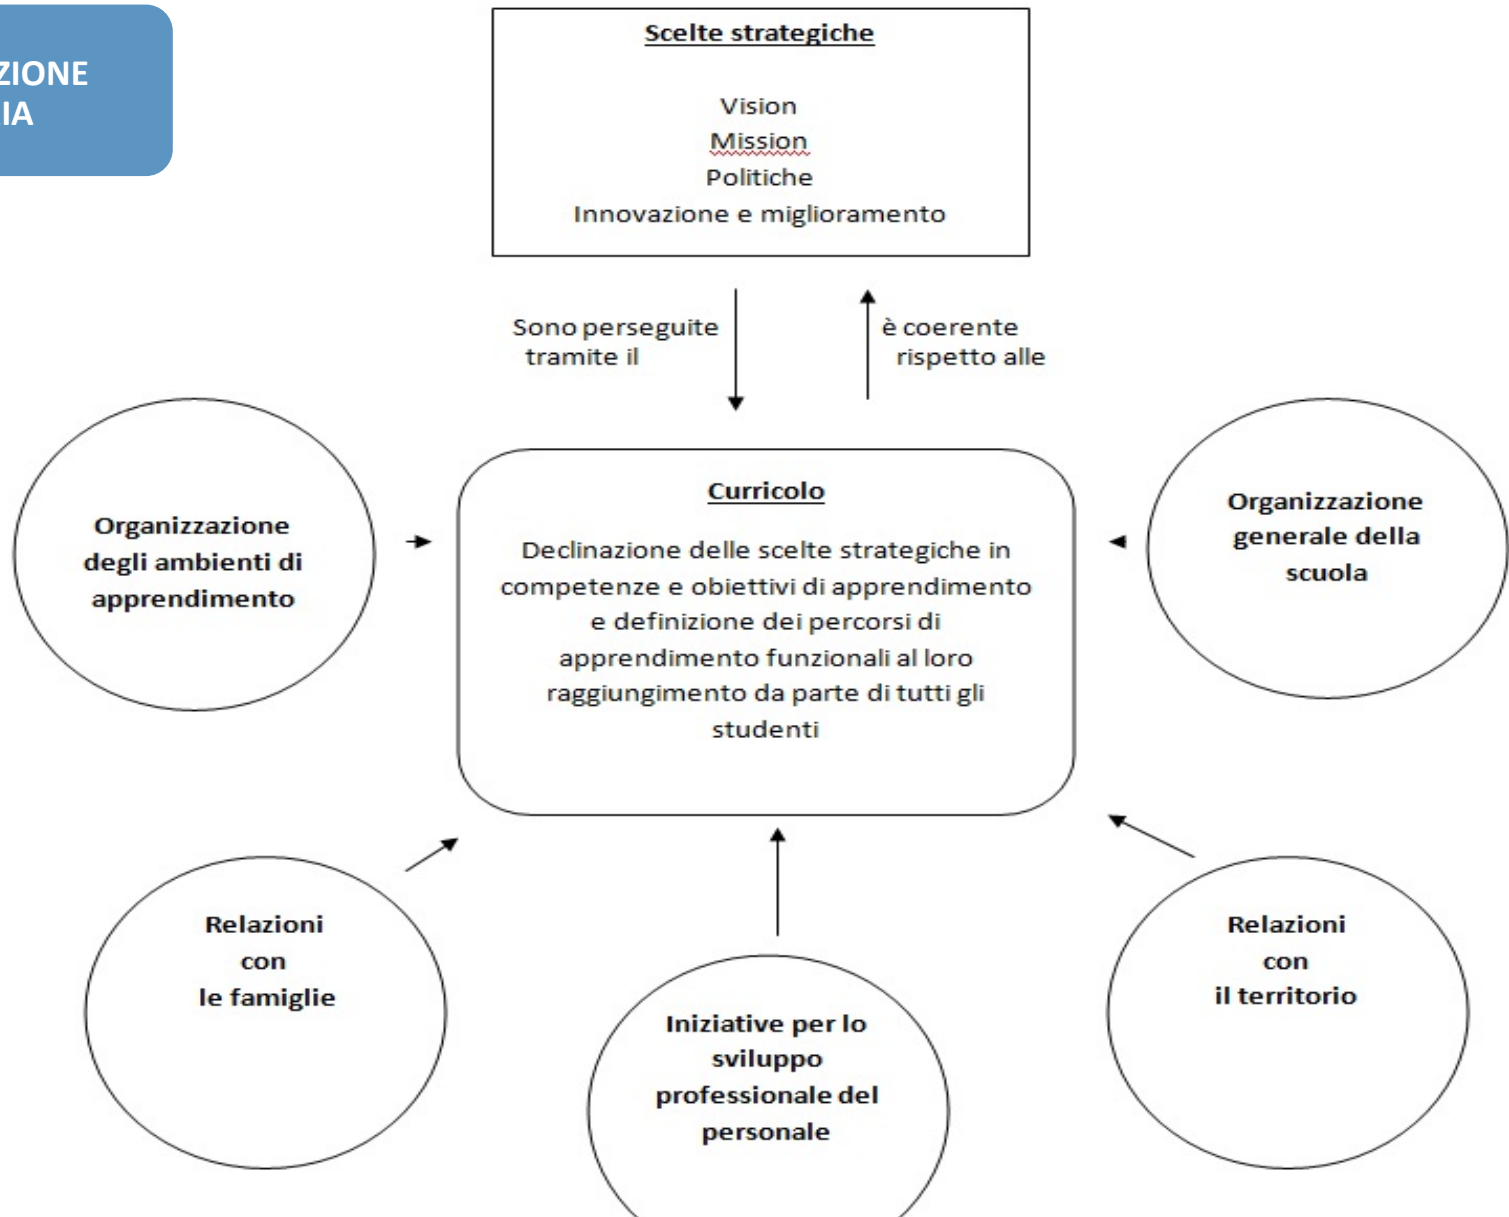 ZIONE
IA
Scelte strategiche
Vision
Mission
Politiche
Innovazione e miglioramento
Sono perseguite
tramite il
è coerente
rispetto alle
Organizzazione
degli ambienti di
apprendimento
Curricolo
Declinazione delle scelte strategiche in
competenze e obiettivi di apprendimento
e definizione dei percorsi di
apprendimento funzionali al loro
raggiungimento da parte di tutti gli
studenti
Organizzazione
generale della
scuola
Relazioni
con
le famiglie
Iniziative per lo
sviluppo
professionale del
personale
Relazioni
con
il territorio